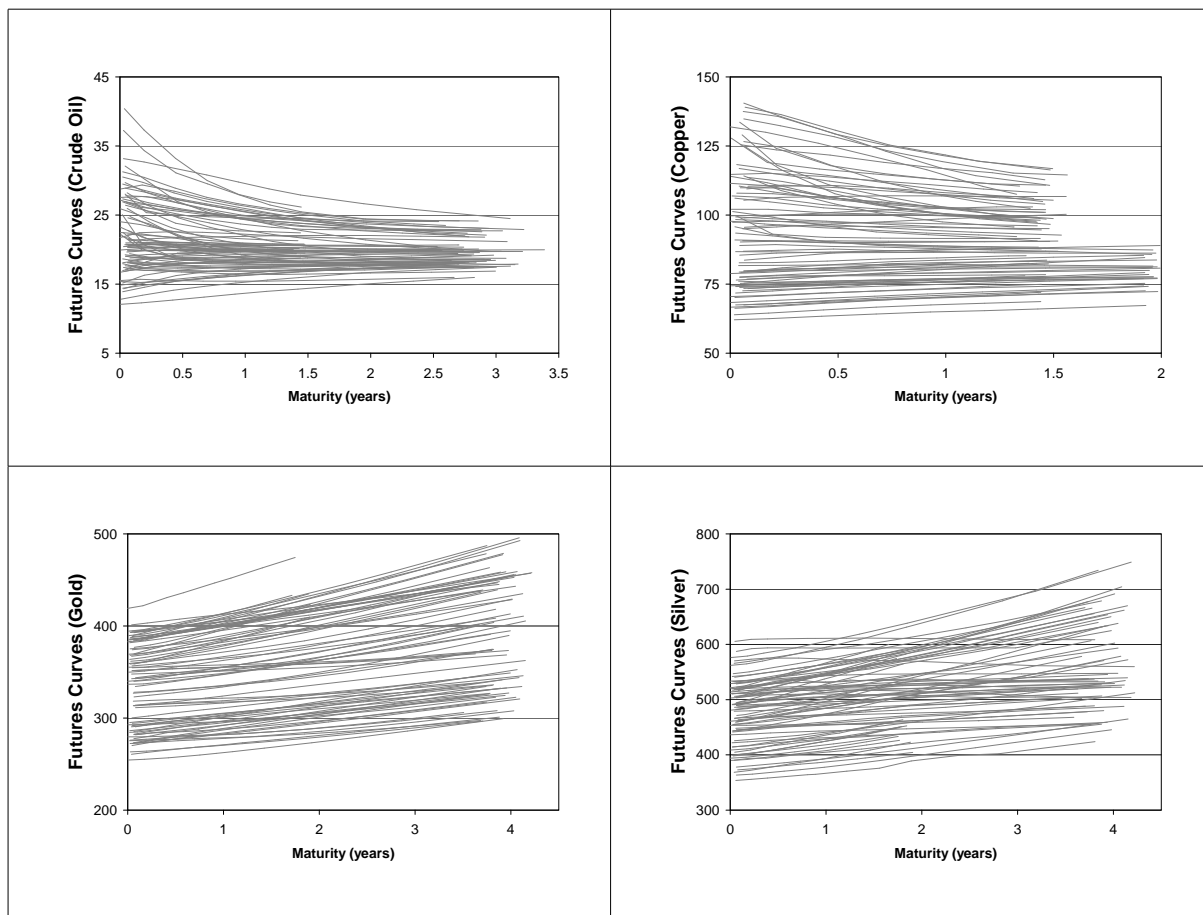 Futures Curves (Crude Oil)
45
35
25
15
5
0 0.5 1 1.5 2 2.5 3 3.5
Maturity (years)
Futures Curves (Copper)
150
125
100
75
50
0 0.5 1 1.5 2
Maturity (years)
Futures Curves (Gold)
500
400
300
200
0 1 2 3 4
Maturity (years)
Futures Curves (Silver)
800
700
600
500
400
300
0 1 2 3 4
Maturity (years)